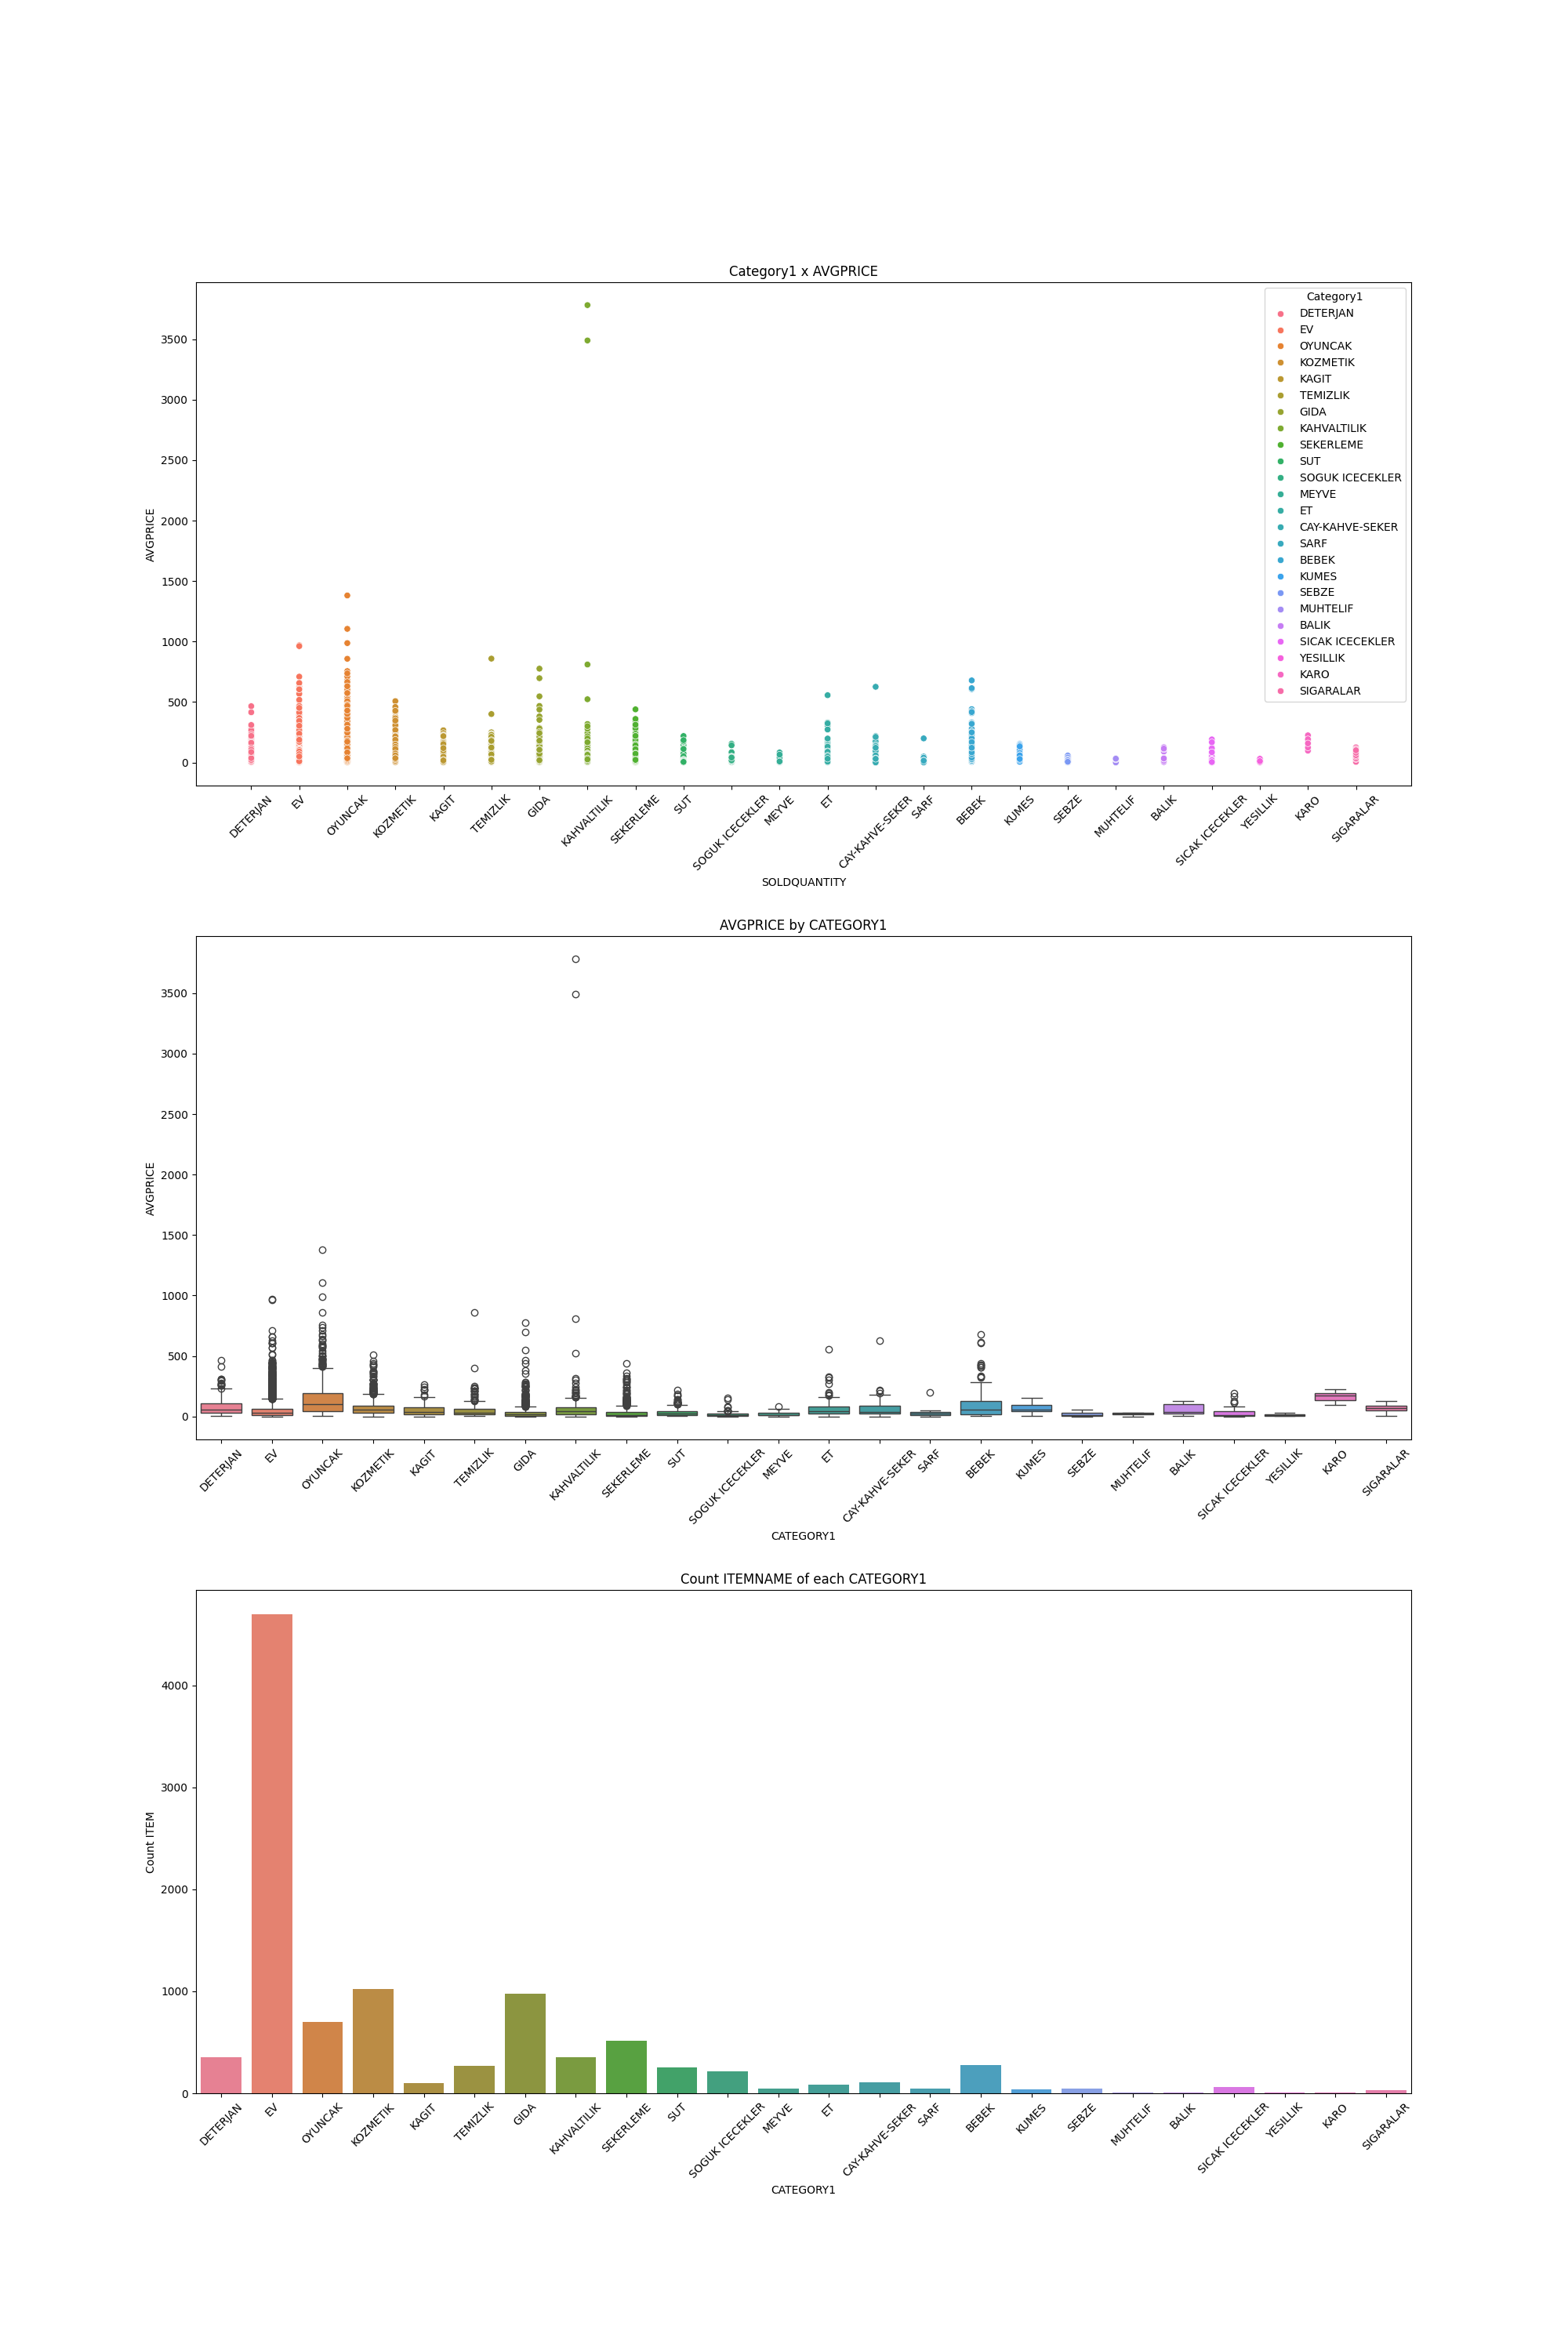 Category1 x AVGPRICE
AVGPRICE
3500
3000
2500
2000
1500
1000
500
0
Category1
DETERJAN
EV
OYUNCAK
KOZMETIK
KAGIT
TEMIZLIK
GIDA
KAHVALTILIK
SEKERLEME
SUT
SOGUK ICECEKLER
MEYVE
ET
CAY-KAHVE-SEKER
SARF
BEBEK
KUMES
SEBZE
MUHTELIF
BALIK
SICAK ICECEKLER
YESILLIK
KARO
SIGARALAR
DETERJAN
EV
OYUNCAK
KOZMETIK
KAGIT
TEMIZLIK
GIDA
KAHVALTILIK
SEKERLEME
SUT
SOGUK ICECEKLER
MEYVE
ET
CAY-KAHVE-SEKER
SARF
BEBEK
KUMES
SEBZE
MUHTELIF
BALIK
SICAK ICECEKLER
YESILLIK
KARO
SIGARALAR
SOLDQUANTITY
AVGPRICE by CATEGORY1
AVGPRICE
3500
3000
2500
2000
1500
1000
500
0
DETERJAN
EV
OYUNCAK
KOZMETIK
KAGIT
TEMIZLIK
GIDA
KAHVALTILIK
SEKERLEME
SUT
SOGUK ICECEKLER
MEYVE
ET
CAY-KAHVE-SEKER
SARF
BEBEK
KUMES
SEBZE
MUHTELIF
BALIK
SICAK ICECEKLER
YESILLIK
KARO
SIGARALAR
CATEGORY1
Count ITEMNAME of each CATEGORY1
Count ITEM
4000
3000
2000
1000
0
DETERJAN
EV
OYUNCAK
KOZMETIK
KAGIT
TEMIZLIK
GIDA
KAHVALTILIK
SEKERLEME
SUT
SOGUK ICECEKLER
MEYVE
ET
CAY-KAHVE-SEKER
SARF
BEBEK
KUMES
SEBZE
MUHTELIF
BALIK
SICAK ICECEKLER
YESILLIK
KARO
SIGARALAR
CATEGORY1